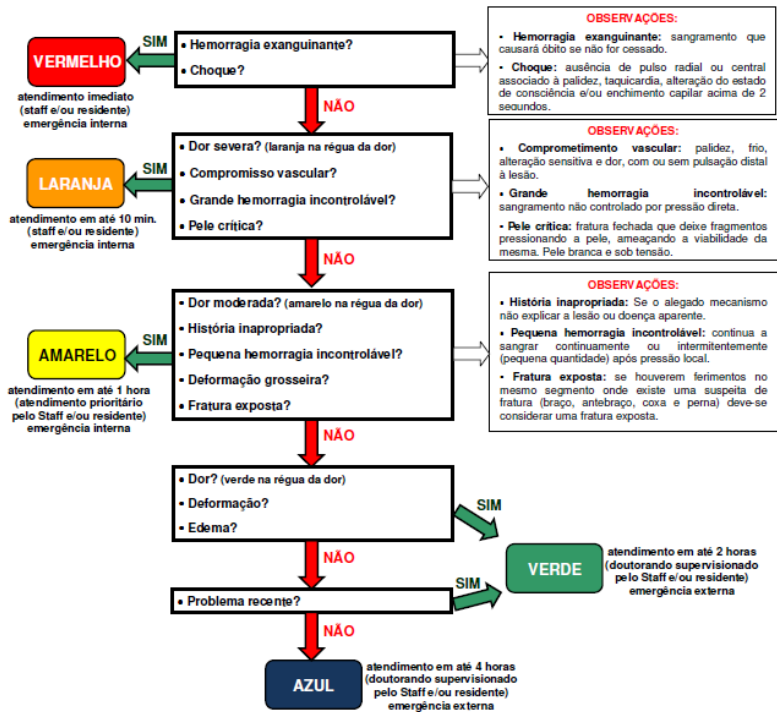 SIM
VERMELHO
atendimento imediato
(staff e/ou residente)
emergência interna
• Hemorragia exanguinante?
• Choque?
OBSERVAÇÕES:
• Hemorragia exanguinante: sangramento que
causará óbito se não for cessado.
• Choque: ausência de pulso radial ou central
associado à palidez, taquicardia, alteração do estado
de consciência e/ou enchimento capilar acima de 2
segundos.
NÃO
SIM
LARANJA
atendimento em até 10 min.
(staff e/ou residente)
emergência interna
• Dor severa? (laranja na régua da dor)
• Compromisso vascular?
• Grande hemorragia incontrolável?
• Pele crítica?
OBSERVAÇÕES:
• Comprometimento vascular: palidez, frio,
alteração sensitiva e dor, com ou sem pulsação distal
à lesão.
• Grande hemorragia incontrolável:
sangramento não controlado por pressão direta.
• Pele crítica: fratura fechada que deixe fragmentos
pressionando a pele, ameaçando a viabilidade da
mesma. Pele branca e sob tensão.
NÃO
SIM
AMARELO
atendimento em até 1 hora
(atendimento prioritário
pelo Staff e/ou residente)
emergência interna
• Dor moderada? (amarelo na régua da dor)
• História inapropriada?
• Pequena hemorragia incontrolável?
• Deformação grosseira?
• Fratura exposta?
OBSERVAÇÕES:
• História inapropriada: Se o alegado mecanismo
não explicar a lesão ou doença aparente.
• Pequena hemorragia incontrolável: continua a
sangrar continuamente ou intermitentemente
(pequena quantidade) após pressão local.
• Fratura exposta: se houverem ferimentos no
mesmo segmento onde existe uma suspeita de
fratura (braço, antebraço, coxa e perna) deve-se
considerar uma fratura exposta.
NÃO
• Dor? (verde na régua da dor)
• Deformação?
• Edema?
SIM
NÃO
VERDE
atendimento em até 2 horas
(doutorando supervisionado
pelo Staff e/ou residente)
emergência externa
• Problema recente?
SIM
NÃO
AZUL
atendimento em até 4 horas
(doutorando supervisionado
pelo Staff e/ou residente)
emergência externa